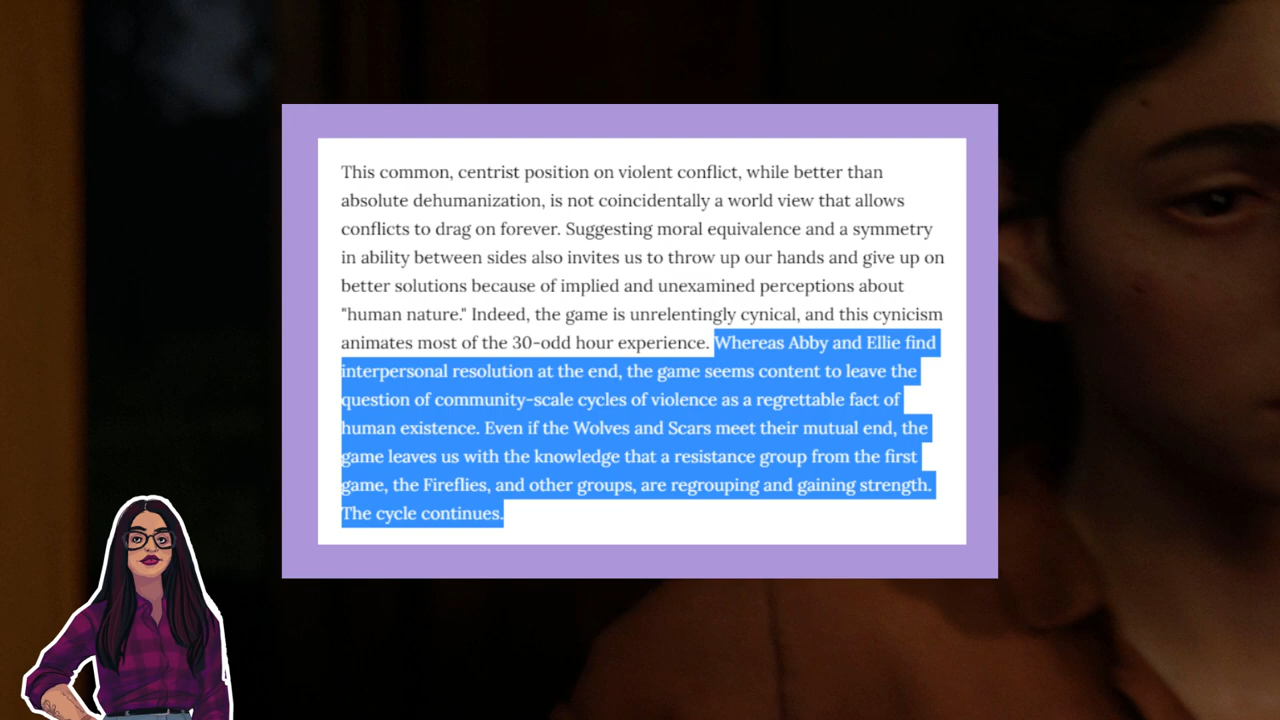 This common, centrist position on violent conflict, while better than
absolute dehumanization, is not coincidentally a world view that allows
conflicts to drag on forever. Suggesting moral equivalence and a symmetry
in ability between sides also invites us to throw up our hands and give up on
better solutions because of implied and unexamined perceptions about
"human nature." Indeed, the game is unrelentingly cynical, and this cynicism
animates most of the 30-odd hour experience. Whereas Abby and Ellie find
interpersonal resolution at the end, the game seems content to leave the
question of community-scale cycles of violence as a regrettable fact of
human existence. Even if the Wolves and Scars meet their mutual end, the
game leaves us with the knowledge that a resistance group from the first
game, the Fireflies, and other groups, are regrouping and gaining strength.
The cycle continues.